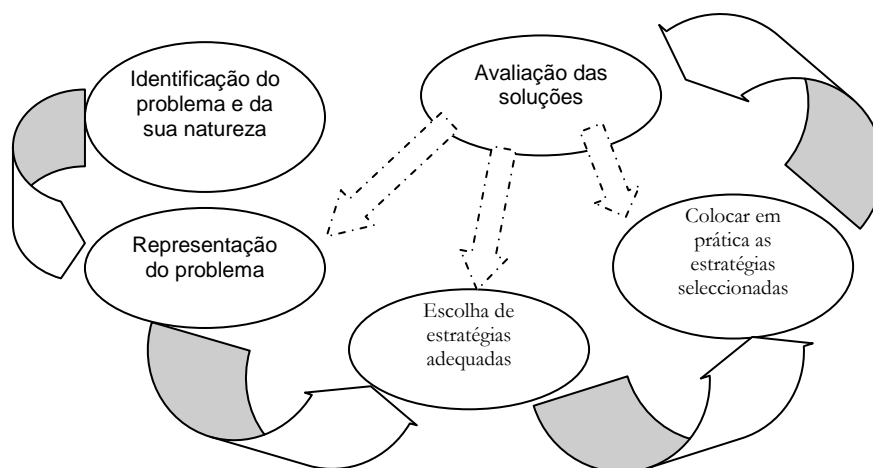 Identificação do
problema e da
sua natureza
Avaliação das
soluções
Representação
do problema
Colocar em
prática as
estratégias
seleccionadas
Escolha de
estratégias
adequadas